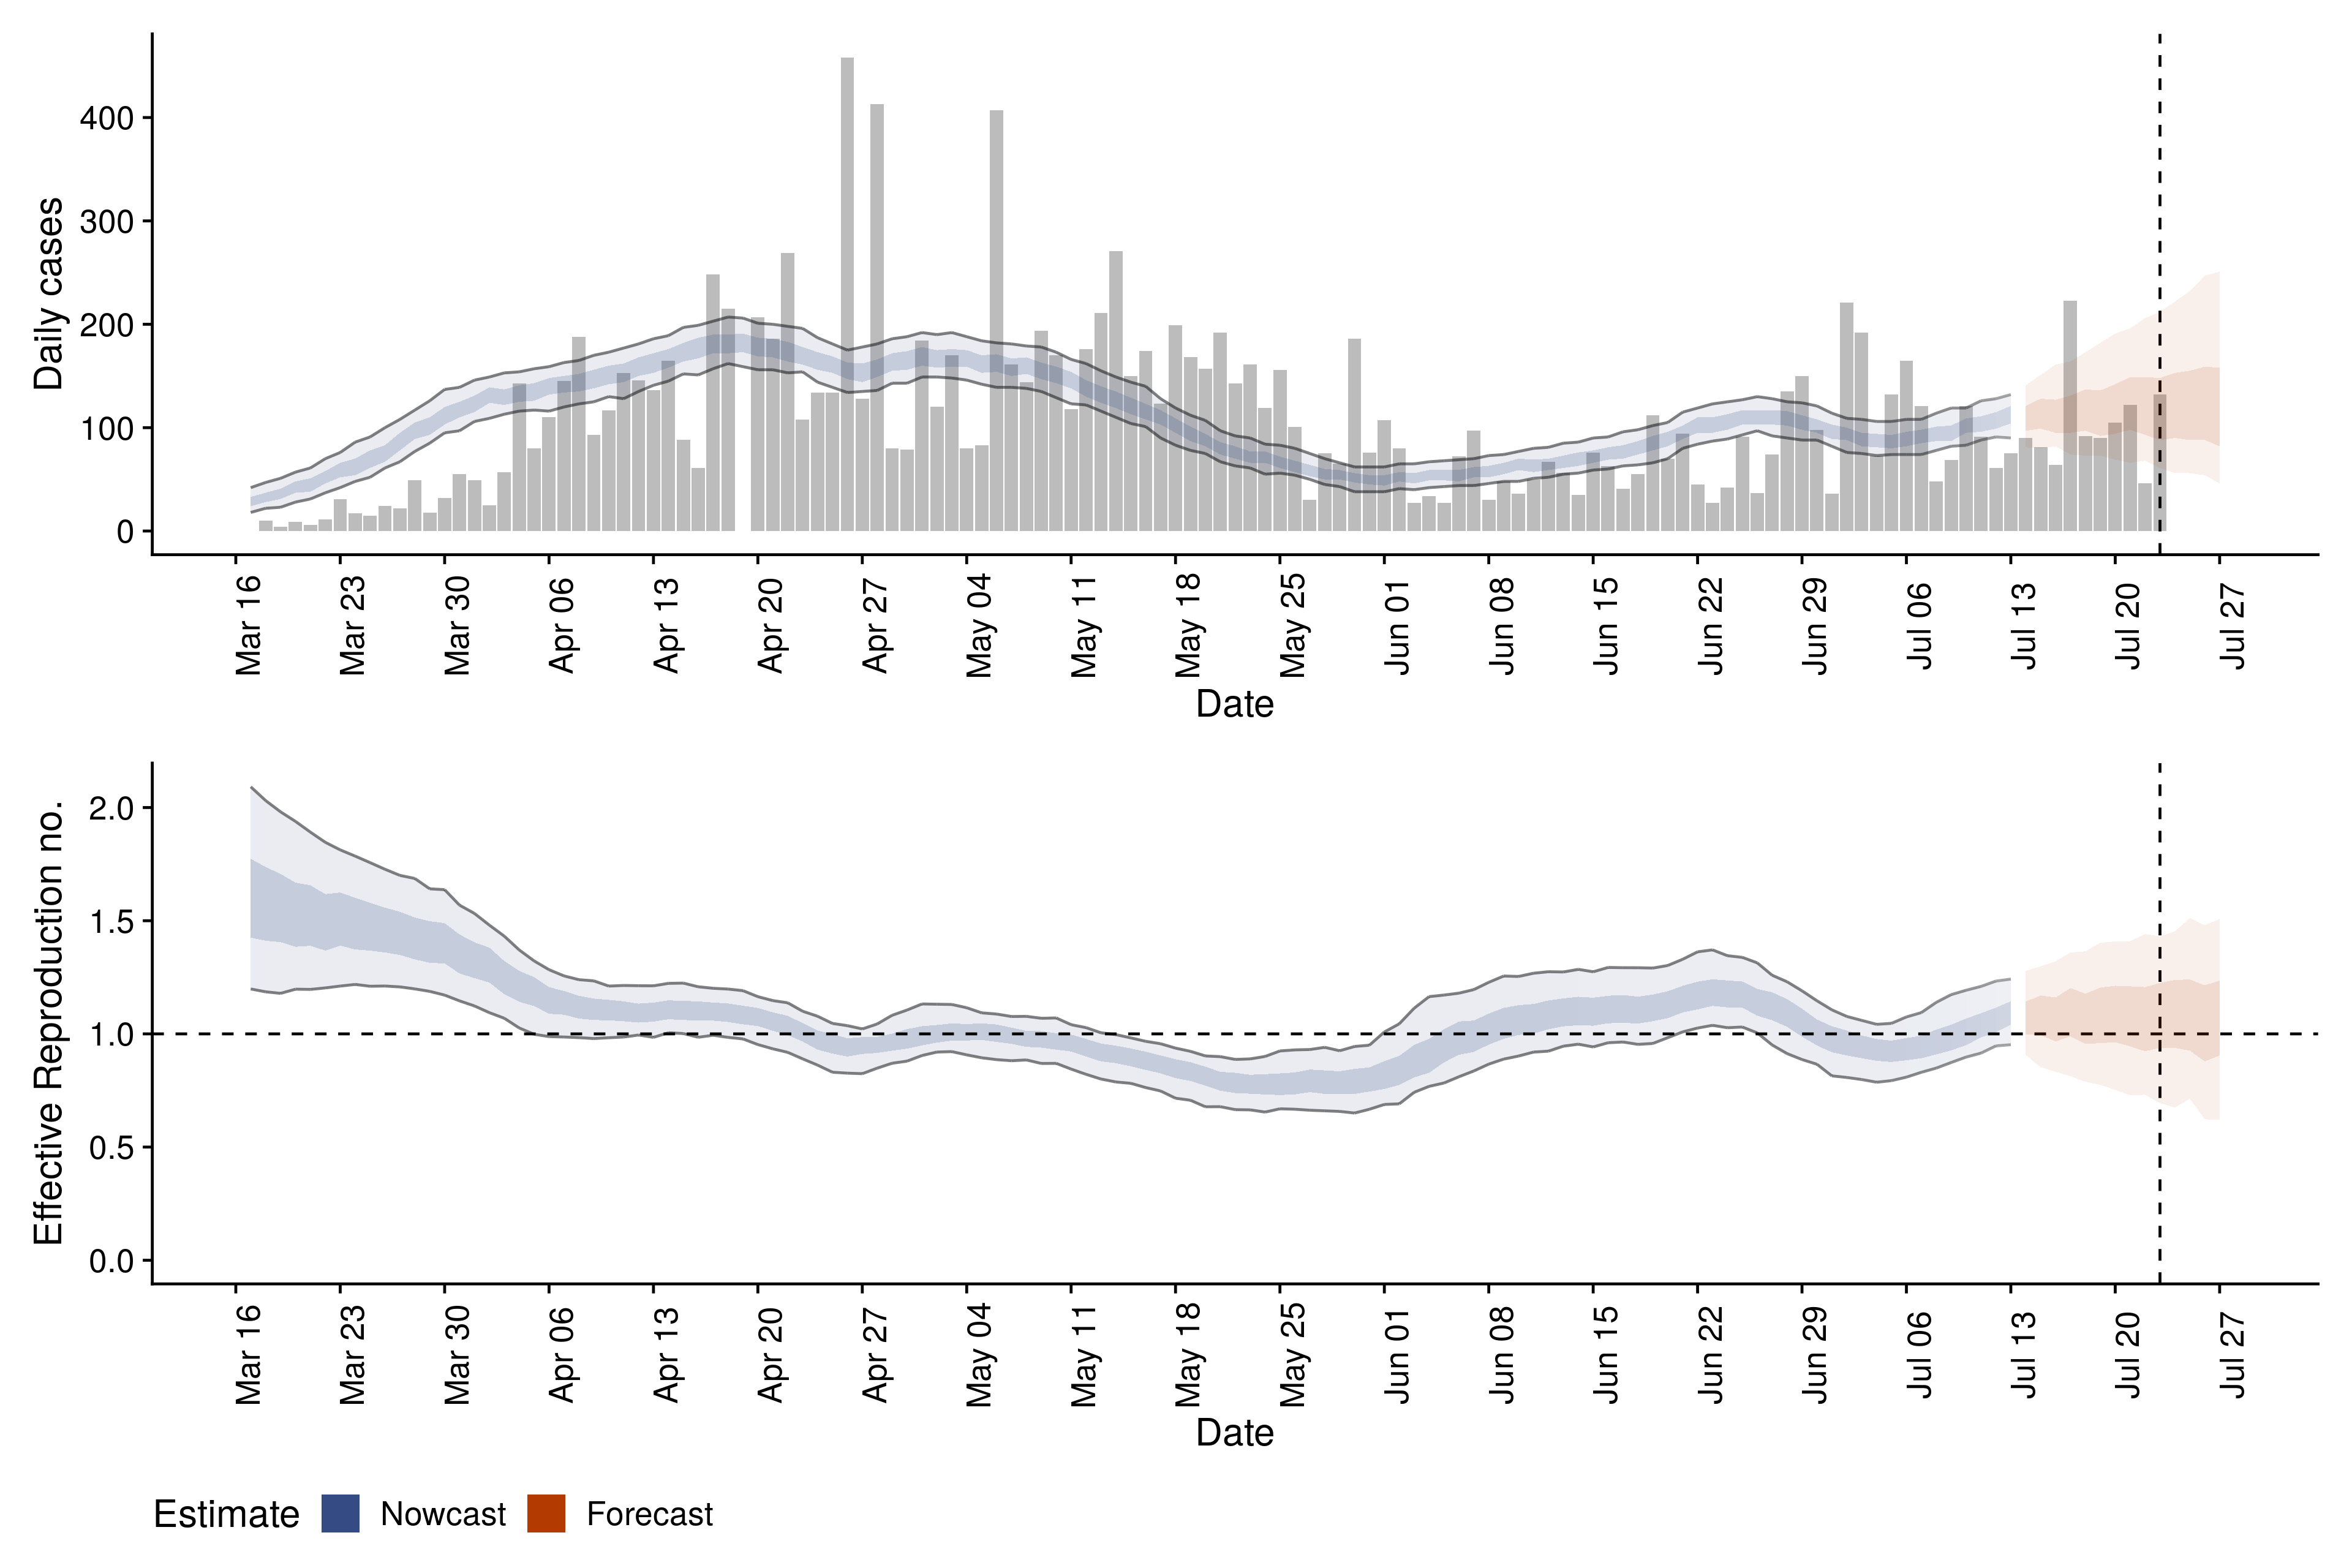 Daily cases
400
300
200
100
0
Mar 16
Mar 23
Mar 30
Apr 06
Apr 13
Apr 20
Apr 27
May 04
May 11
May 18
May 25
Jun 01
Jun 08
Jun 15
Jun 22
Jun 29
Jul 06
Jul 13
Jul 20
Jul 27
Date
Effective Reproduction no.
2.0
1.5
1.0
0.5
0.0
Mar 16
Mar 23
Mar 30
Apr 06
Apr 13
Apr 20
Apr 27
May 04
May 11
May 18
May 25
Jun 01
Jun 08
Jun 15
Jun 22
Jun 29
Jul 06
Jul 13
Jul 20
Jul 27
Date
Estimate Nowcast Forecast